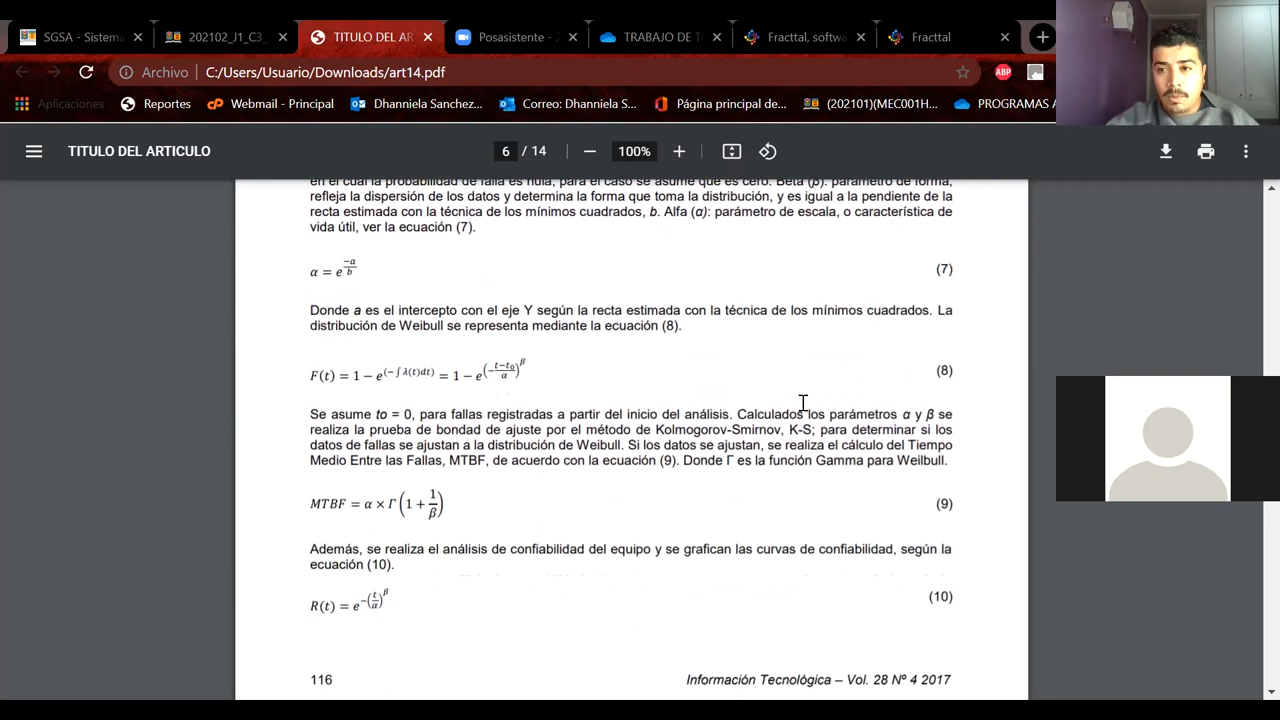 SGSA - Sistema
202102_J1_C3_
TITULO DEL AR
Posasistente - 2
TRABAJO DE T
Fracttal, softwa
Fracttal
Archivo C:/Users/Usuario/Downloads/art14.pdf
ABP
Aplicaciones Reportes Webmail - Principal Dhanniela Sanchez... Correo: Dhanniela S... Página principal de... (202101)(MEC001H... PROGRAMAS A
TITULO DEL ARTICULO 6 / 14 100%
en el cual la probabilidad de falla es nula, para el caso se asume que es cero. Beta (β): parámetro de forma,
refleja la dispersión de los datos y determina la forma que toma la distribución, y es igual a la pendiente de la
recta estimada con la técnica de los mínimos cuadrados, b. Alfa (α): parámetro de escala, o característica de
vida útil, ver la ecuación (7).
α = e^(-a/b) (7)
Donde a es el intercepto con el eje Y según la recta estimada con la técnica de los mínimos cuadrados. La
distribución de Weibull se representa mediante la ecuación (8).
F(t) = 1 − e^(−∫ λ(t)dt) = 1 − e^(−(t−t₀)/α)^β (8)
Se asume to = 0, para fallas registradas a partir del inicio del análisis. Calculados los parámetros α y β se
realiza la prueba de bondad de ajuste por el método de Kolmogorov-Smirnov, K-S; para determinar si los
datos de fallas se ajustan a la distribución de Weibull. Si los datos se ajustan, se realiza el cálculo del Tiempo
Medio Entre las Fallas, MTBF, de acuerdo con la ecuación (9). Donde Γ es la función Gamma para Weilbull.
MTBF = α × Γ (1 + 1/β) (9)
Además, se realiza el análisis de confiabilidad del equipo y se grafican las curvas de confiabilidad, según la
ecuación (10).
R(t) = e^−(t/α)^β (10)
116 Información Tecnológica – Vol. 28 Nº 4 2017